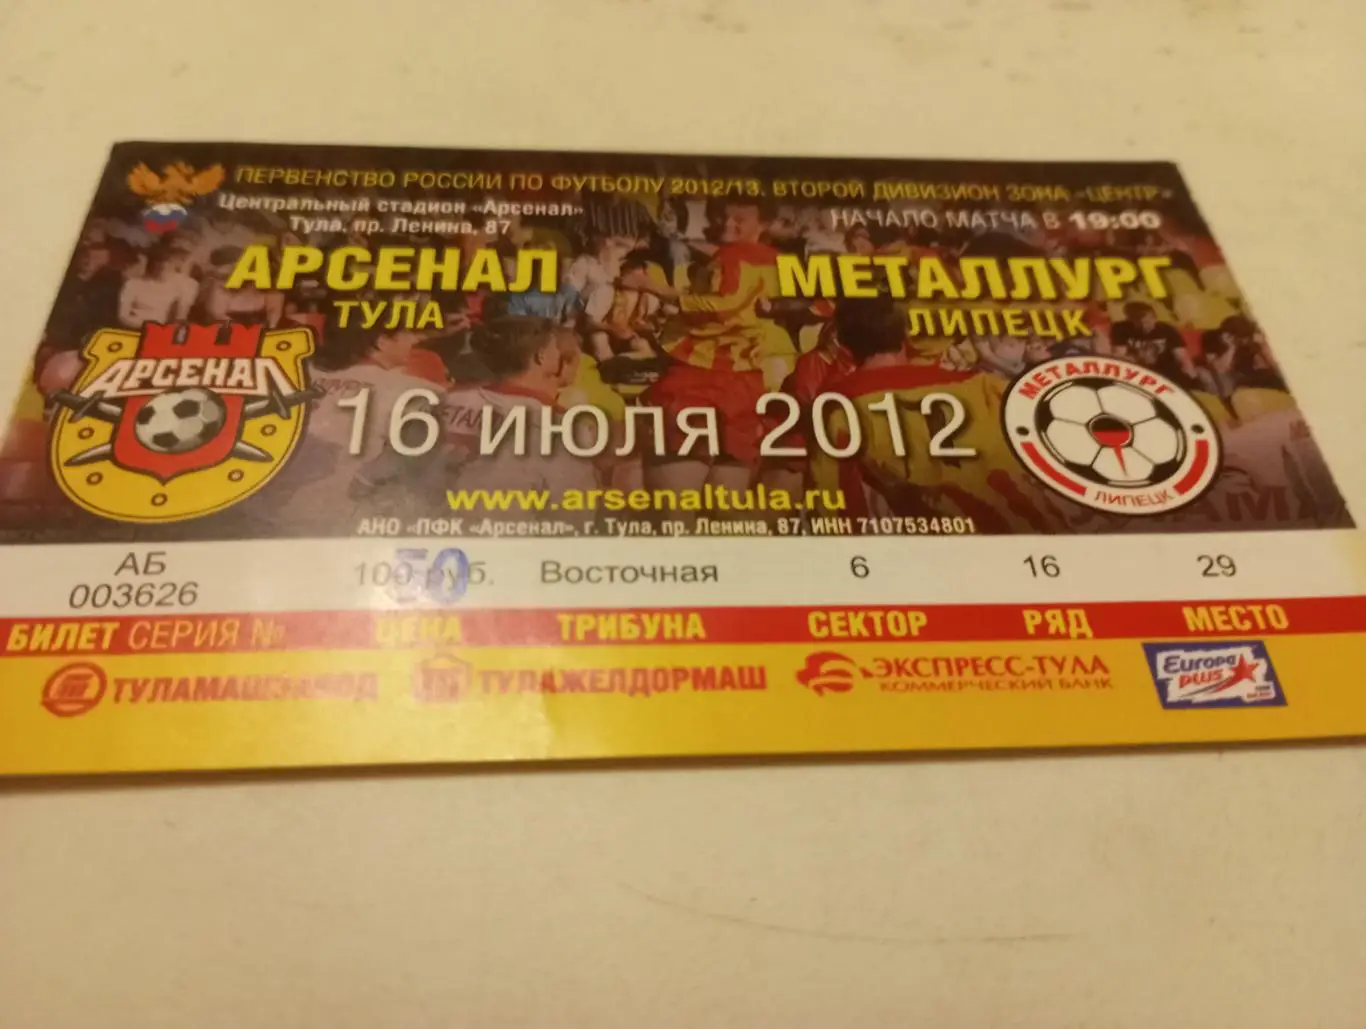 ПЕРВЕНСТВО РОССИИ ПО ФУТБОЛУ 2012/13. ВТОРОЙ ДИВИЗИОН ЗОНА «ЦЕНТР»
Центральный стадион «Арсенал»
Тула, пр. Ленина, 87
НАЧАЛО МАТЧА В 19:00
АРСЕНАЛ
ТУЛА
МЕТАЛЛУРГ
ЛИПЕЦК
АРСЕНАЛ
16 ИЮЛЯ 2012
МЕТАЛЛУРГ
ЛИПЕЦК
www.arsenaltula.ru
АНО «ПФК «Арсенал», г. Тула, пр. Ленина, 87, ИНН 7107534801
АБ
003626
100 руб.
50
Восточная
6
16
29
БИЛЕТ СЕРИЯ №
ЦЕНА
ТРИБУНА
СЕКТОР
РЯД
МЕСТО
ТУЛАМАШЗАВОД
ТУЛАЖЕЛДОРМАШ
ЭКСПРЕСС-ТУЛА
КОММЕРЧЕСКИЙ БАНК
Europa
plus